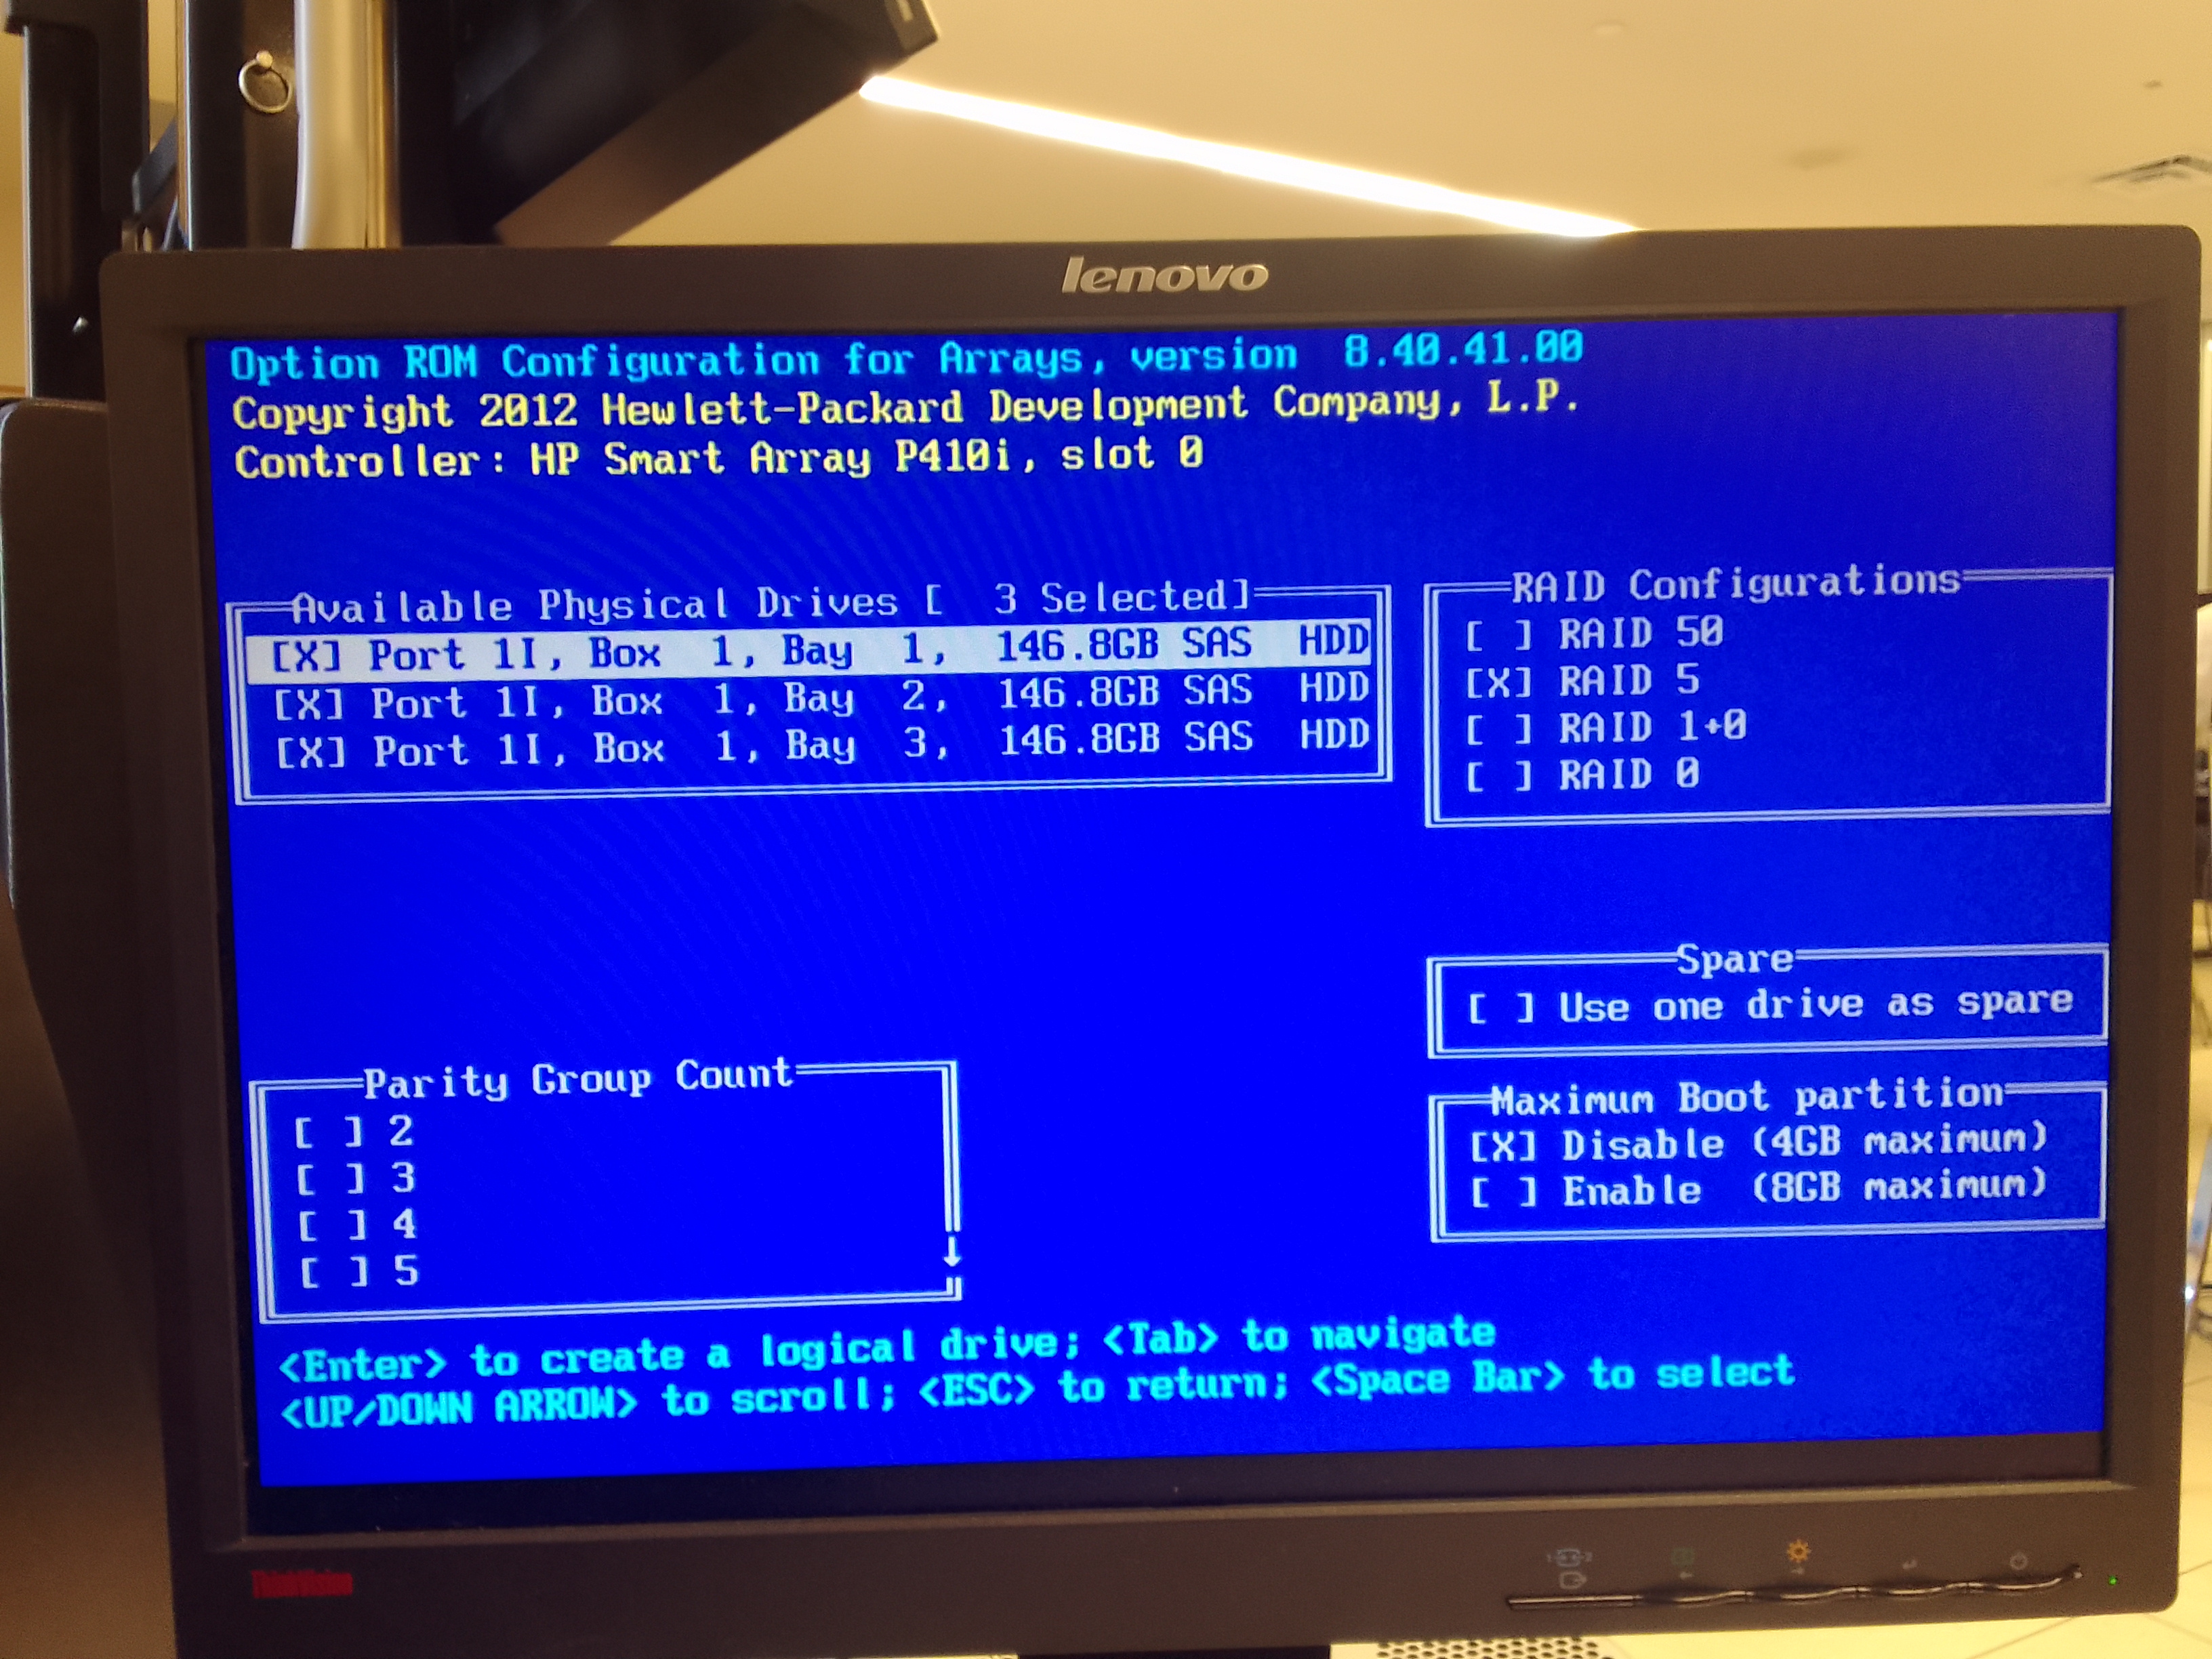 lenovo
Option ROM Configuration for Arrays, version  8.40.41.00
Copyright 2012 Hewlett-Packard Development Company, L.P.
Controller: HP Smart Array P410i, slot 0
Available Physical Drives [  3 Selected]
[X] Port 1I, Box  1, Bay  1,  146.8GB SAS  HDD
[X] Port 1I, Box  1, Bay  2,  146.8GB SAS  HDD
[X] Port 1I, Box  1, Bay  3,  146.8GB SAS  HDD
RAID Configurations
[ ] RAID 50
[X] RAID 5
[ ] RAID 1+0
[ ] RAID 0
Spare
[ ] Use one drive as spare
Parity Group Count
[ ] 2
[ ] 3
[ ] 4
[ ] 5
Maximum Boot partition
[X] Disable (4GB maximum)
[ ] Enable  (8GB maximum)
<Enter> to create a logical drive; <Tab> to navigate
<UP/DOWN ARROW> to scroll; <ESC> to return; <Space Bar> to select
ThinkVision